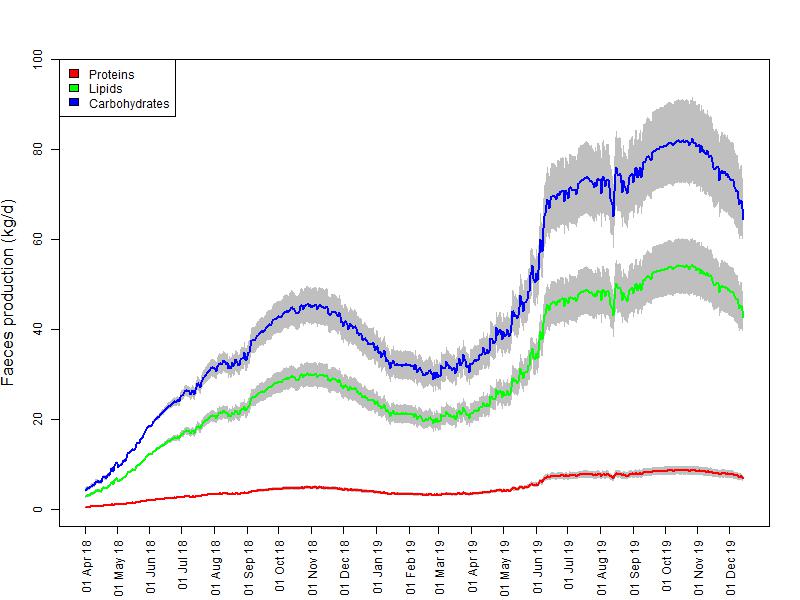 Proteins
Lipids
Carbohydrates
Faeces production (kg/d)
100
80
60
40
20
0
01 Apr 18
01 May 18
01 Jun 18
01 Jul 18
01 Aug 18
01 Sep 18
01 Oct 18
01 Nov 18
01 Dec 18
01 Jan 19
01 Feb 19
01 Mar 19
01 Apr 19
01 May 19
01 Jun 19
01 Jul 19
01 Aug 19
01 Sep 19
01 Oct 19
01 Nov 19
01 Dec 19